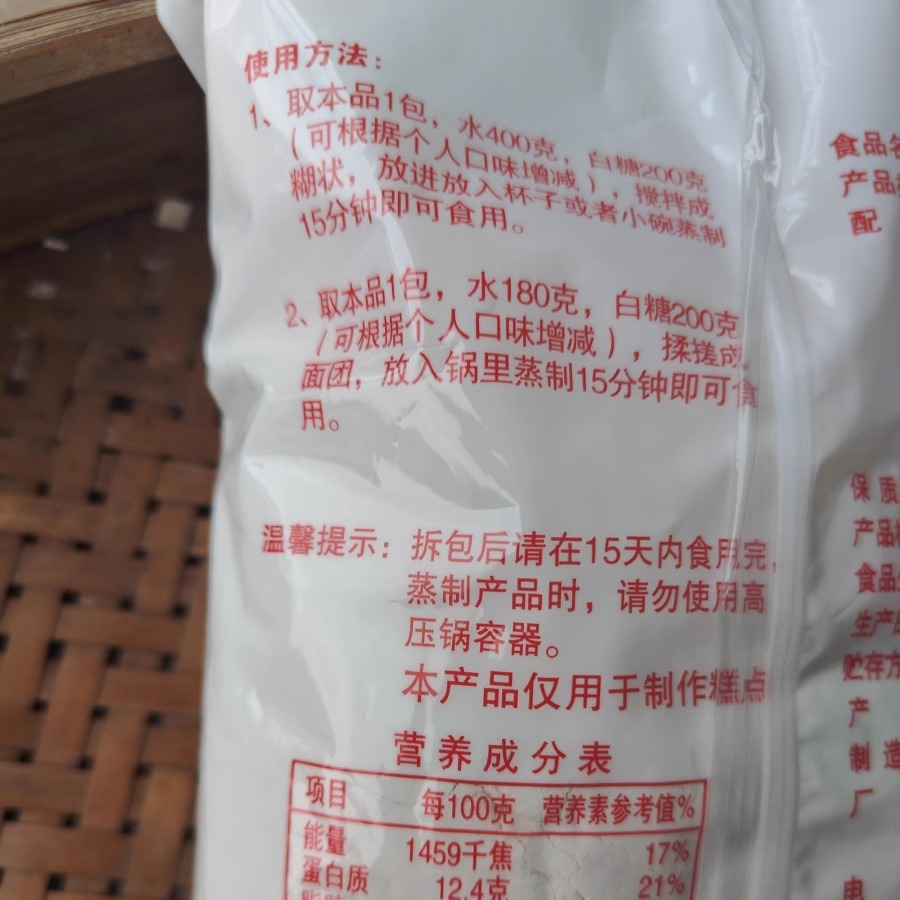 使用方法：
1、取本品1包，水400克，白糖200克
（可根据个人口味增减），搅拌成
糊状，放进放入杯子或者小碗蒸制
15分钟即可食用。
2、取本品1包，水180克，白糖200克
（可根据个人口味增减），揉搓成
面团，放入锅里蒸制15分钟即可食
用。
温馨提示：拆包后请在15天内食用完，
蒸制产品时，请勿使用高
压锅容器。
本产品仅用于制作糕点
营养成分表
项目 每100克 营养素参考值%
能量 1459千焦 17%
蛋白质 12.4克 21%
食品名
产品
配
保质
产品
食品
生产
贮存方
产
制造
厂
电